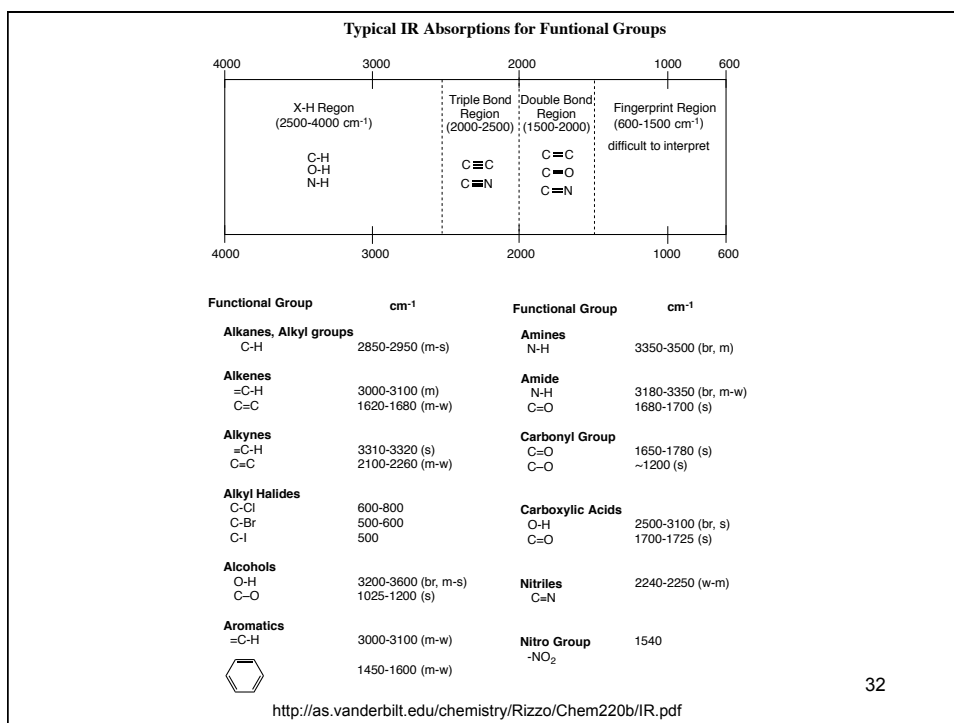 Typical IR Absorptions for Funtional Groups
4000 3000 2000 1000 600
X-H Regon
(2500-4000 cm-1)
C-H
O-H
N-H
Triple Bond
Region
(2000-2500)
C≡C
C≡N
Double Bond
Region
(1500-2000)
C=C
C=O
C=N
Fingerprint Region
(600-1500 cm-1)
difficult to interpret
4000 3000 2000 1000 600
Functional Group cm-1
Alkanes, Alkyl groups
C-H 2850-2950 (m-s)
Alkenes
=C-H 3000-3100 (m)
C=C 1620-1680 (m-w)
Alkynes
≡C-H 3310-3320 (s)
C≡C 2100-2260 (m-w)
Alkyl Halides
C-Cl 600-800
C-Br 500-600
C-I 500
Alcohols
O-H 3200-3600 (br, m-s)
C–O 1025-1200 (s)
Aromatics
=C-H 3000-3100 (m-w)
1450-1600 (m-w)
Functional Group cm-1
Amines
N-H 3350-3500 (br, m)
Amide
N-H 3180-3350 (br, m-w)
C=O 1680-1700 (s)
Carbonyl Group
C=O 1650-1780 (s)
C–O ~1200 (s)
Carboxylic Acids
O-H 2500-3100 (br, s)
C=O 1700-1725 (s)
Nitriles 2240-2250 (w-m)
C≡N
Nitro Group 1540
-NO2
32
http://as.vanderbilt.edu/chemistry/Rizzo/Chem220b/IR.pdf